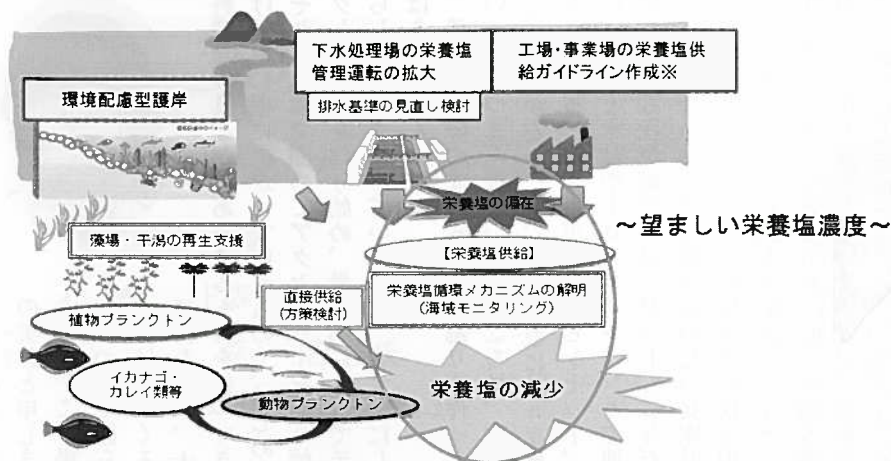 下水処理場の栄養塩
管理運転の拡大
工場・事業場の栄養塩供
給ガイドライン作成※
環境配慮型護岸
排水基準の見直し検討
栄養塩の偏在
～望ましい栄養塩濃度～
藻場・干潟の再生支援
【栄養塩供給】
直接供給
(方策検討)
栄養塩循環メカニズムの解明
(海域モニタリング)
植物プランクトン
イカナゴ・
カレイ類等
動物プランクトン
栄養塩の減少